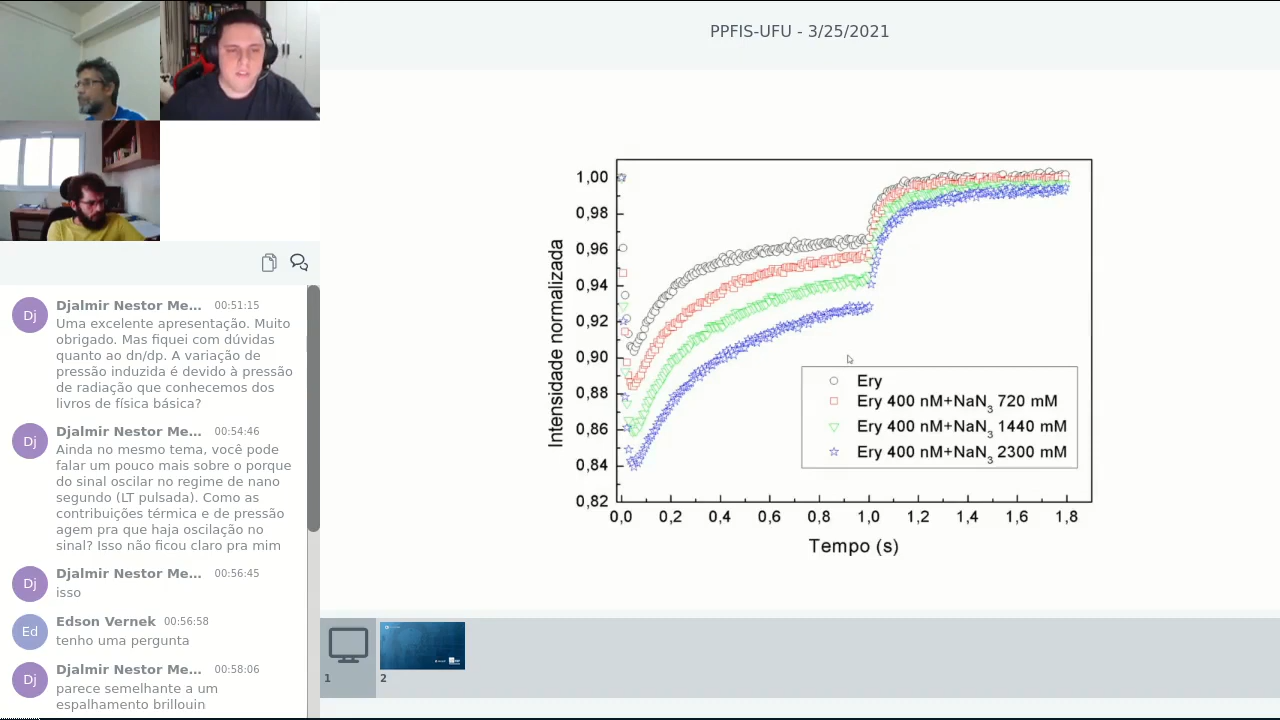 PPFIS-UFU - 3/25/2021
Dj
Djalmir Nestor Me... 00:51:15
Uma excelente apresentação. Muito
obrigado. Mas fiquei com dúvidas
quanto ao dn/dp. A variação de
pressão induzida é devido à pressão
de radiação que conhecemos dos
livros de física básica?
Dj
Djalmir Nestor Me... 00:54:46
Ainda no mesmo tema, você pode
falar um pouco mais sobre o porque
do sinal oscilar no regime de nano
segundo (LT pulsada). Como as
contribuições térmica e de pressão
agem pra que haja oscilação no
sinal? Isso não ficou claro pra mim
Dj
Djalmir Nestor Me... 00:56:45
isso
Ed
Edson Vernek 00:56:58
tenho uma pergunta
Dj
Djalmir Nestor Me... 00:58:06
parece semelhante a um
espalhamento brillouin
Intensidade normalizada
1,00
0,98
0,96
0,94
0,92
0,90
0,88
0,86
0,84
0,82
0,0 0,2 0,4 0,6 0,8 1,0 1,2 1,4 1,6 1,8
Tempo (s)
Ery
Ery 400 nM+NaN3 720 mM
Ery 400 nM+NaN3 1440 mM
Ery 400 nM+NaN3 2300 mM
1
2